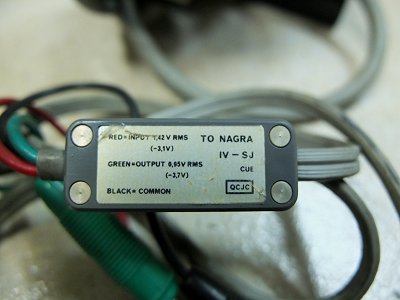 RED=INPUT 1,42 V RMS
(-3,1V)
GREEN=OUTPUT 0,95V RMS
(-3,7V)
BLACK= COMMON
TO NAGRA
IV-SJ
CUE
QCJC